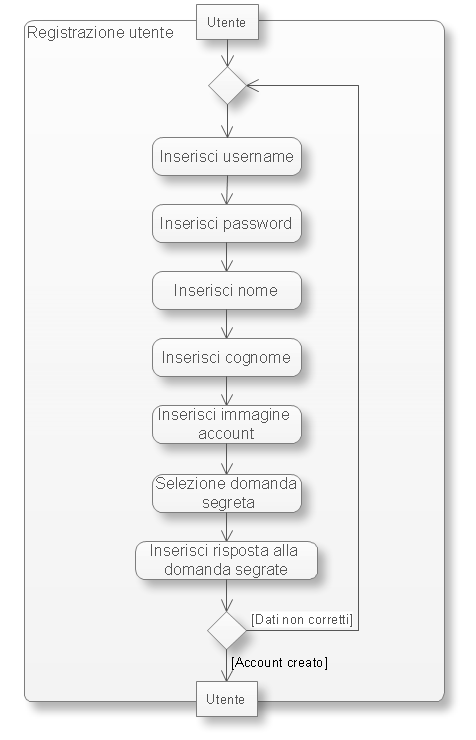 Utente
Registrazione utente
Inserisci username
Inserisci password
Inserisci nome
Inserisci cognome
Inserisci immagine
account
Selezione domanda
segreta
Inserisci risposta alla
domanda segrate
[Dati non corretti]
[Account creato]
Utente